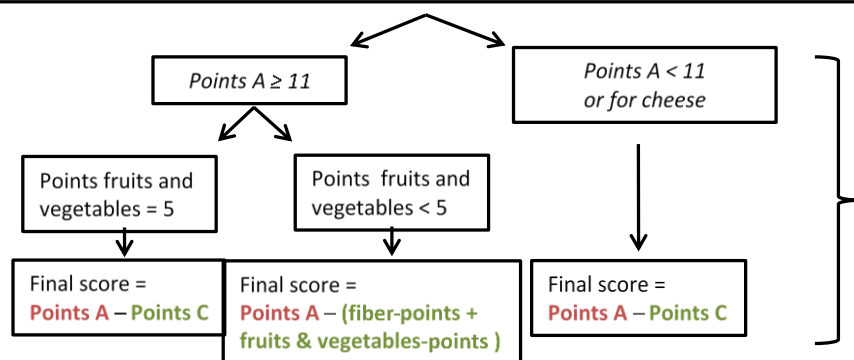 Points A ≥ 11
Points A < 11
or for cheese
Points fruits and
vegetables = 5
Points fruits and
vegetables < 5
Final score =
Points A – Points C
Final score =
Points A – (fiber-points +
fruits & vegetables-points )
Final score =
Points A – Points C